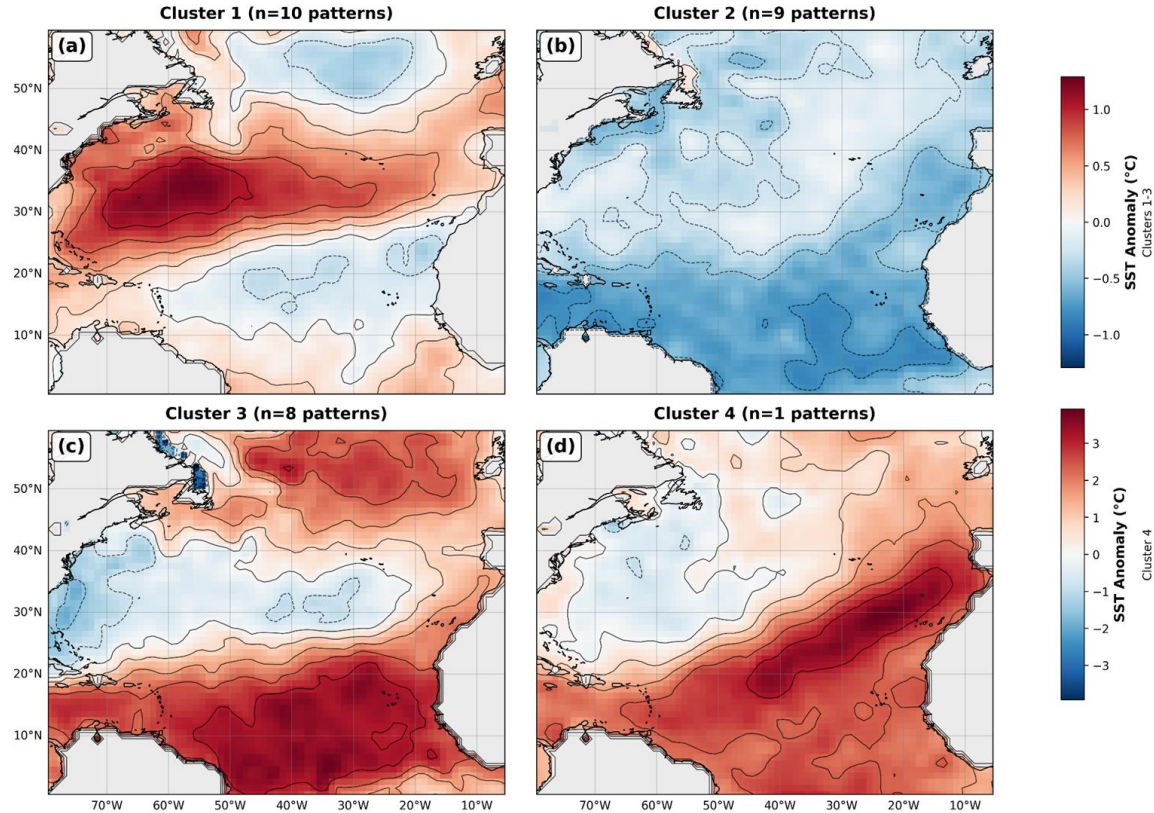 Cluster 1 (n=10 patterns)
Cluster 2 (n=9 patterns)
(a)
(b)
50°N
40°N
30°N
20°N
10°N
1.0
0.5
0.0
−0.5
−1.0
SST Anomaly (°C)
Clusters 1-3
Cluster 3 (n=8 patterns)
Cluster 4 (n=1 patterns)
(c)
(d)
50°N
40°N
30°N
20°N
10°N
70°W 60°W 50°W 40°W 30°W 20°W 10°W
70°W 60°W 50°W 40°W 30°W 20°W 10°W
3
2
1
0
−1
−2
−3
SST Anomaly (°C)
Cluster 4